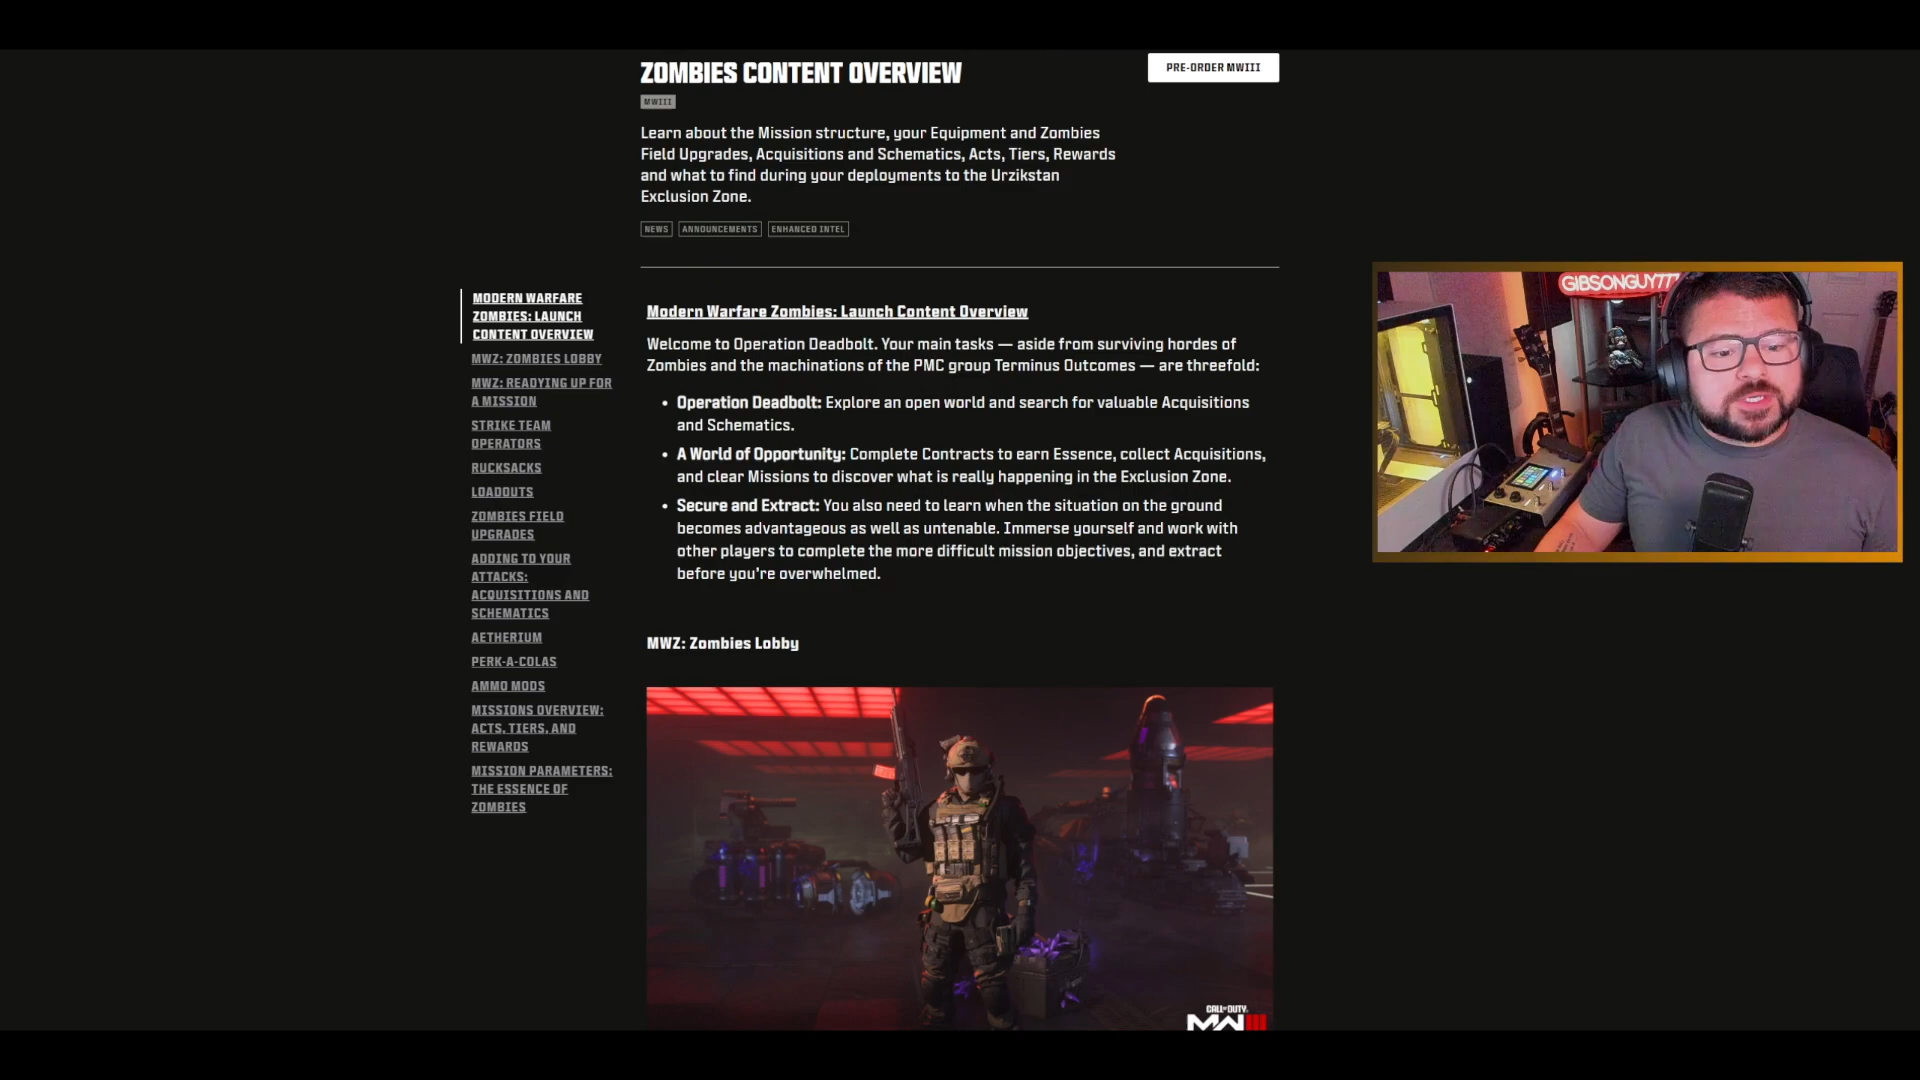 ZOMBIES CONTENT OVERVIEW
PRE-ORDER MWIII
MWIII
Learn about the Mission structure, your Equipment and Zombies
Field Upgrades, Acquisitions and Schematics, Acts, Tiers, Rewards
and what to find during your deployments to the Urzikstan
Exclusion Zone.
NEWS
ANNOUNCEMENTS
ENHANCED INTEL
MODERN WARFARE
ZOMBIES: LAUNCH
CONTENT OVERVIEW
MWZ: ZOMBIES LOBBY
MWZ: READYING UP FOR
A MISSION
STRIKE TEAM
OPERATORS
RUCKSACKS
LOADOUTS
ZOMBIES FIELD
UPGRADES
ADDING TO YOUR
ATTACKS:
ACQUISITIONS AND
SCHEMATICS
AETHERIUM
PERK-A-COLAS
AMMO MODS
MISSIONS OVERVIEW:
ACTS, TIERS, AND
REWARDS
MISSION PARAMETERS:
THE ESSENCE OF
ZOMBIES
Modern Warfare Zombies: Launch Content Overview
Welcome to Operation Deadbolt. Your main tasks — aside from surviving hordes of
Zombies and the machinations of the PMC group Terminus Outcomes — are threefold:
• Operation Deadbolt: Explore an open world and search for valuable Acquisitions
and Schematics.
• A World of Opportunity: Complete Contracts to earn Essence, collect Acquisitions,
and clear Missions to discover what is really happening in the Exclusion Zone.
• Secure and Extract: You also need to learn when the situation on the ground
becomes advantageous as well as untenable. Immerse yourself and work with
other players to complete the more difficult mission objectives, and extract
before you're overwhelmed.
MWZ: Zombies Lobby
CALL OF DUTY.
MWIII
GIBSONGUY777